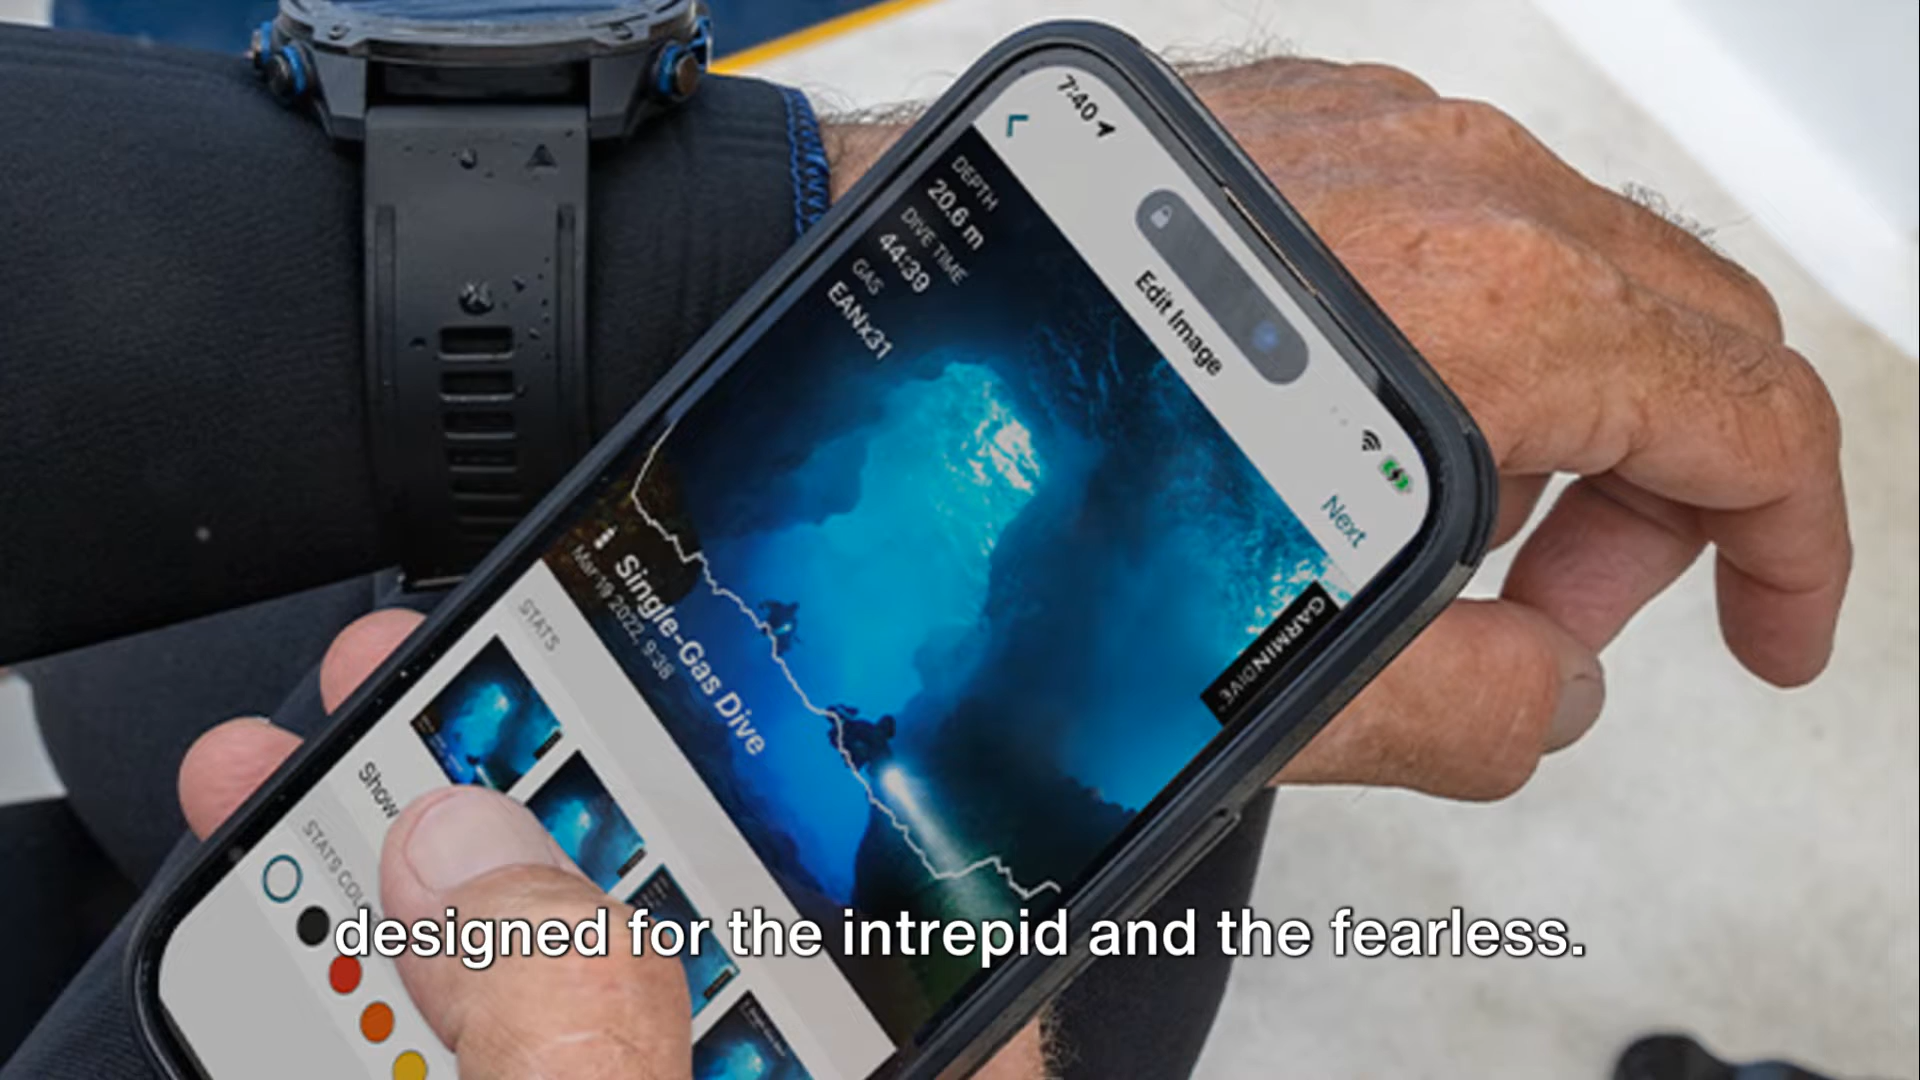 7:40
Edit Image
Next
DEPTH
20.6 m
DIVE TIME
44:39
GAS
EANx31
Single-Gas Dive
Mar 19 2022, 9:38
GARMINDIVE
STATS
Show
STATS COL
designed for the intrepid and the fearless.